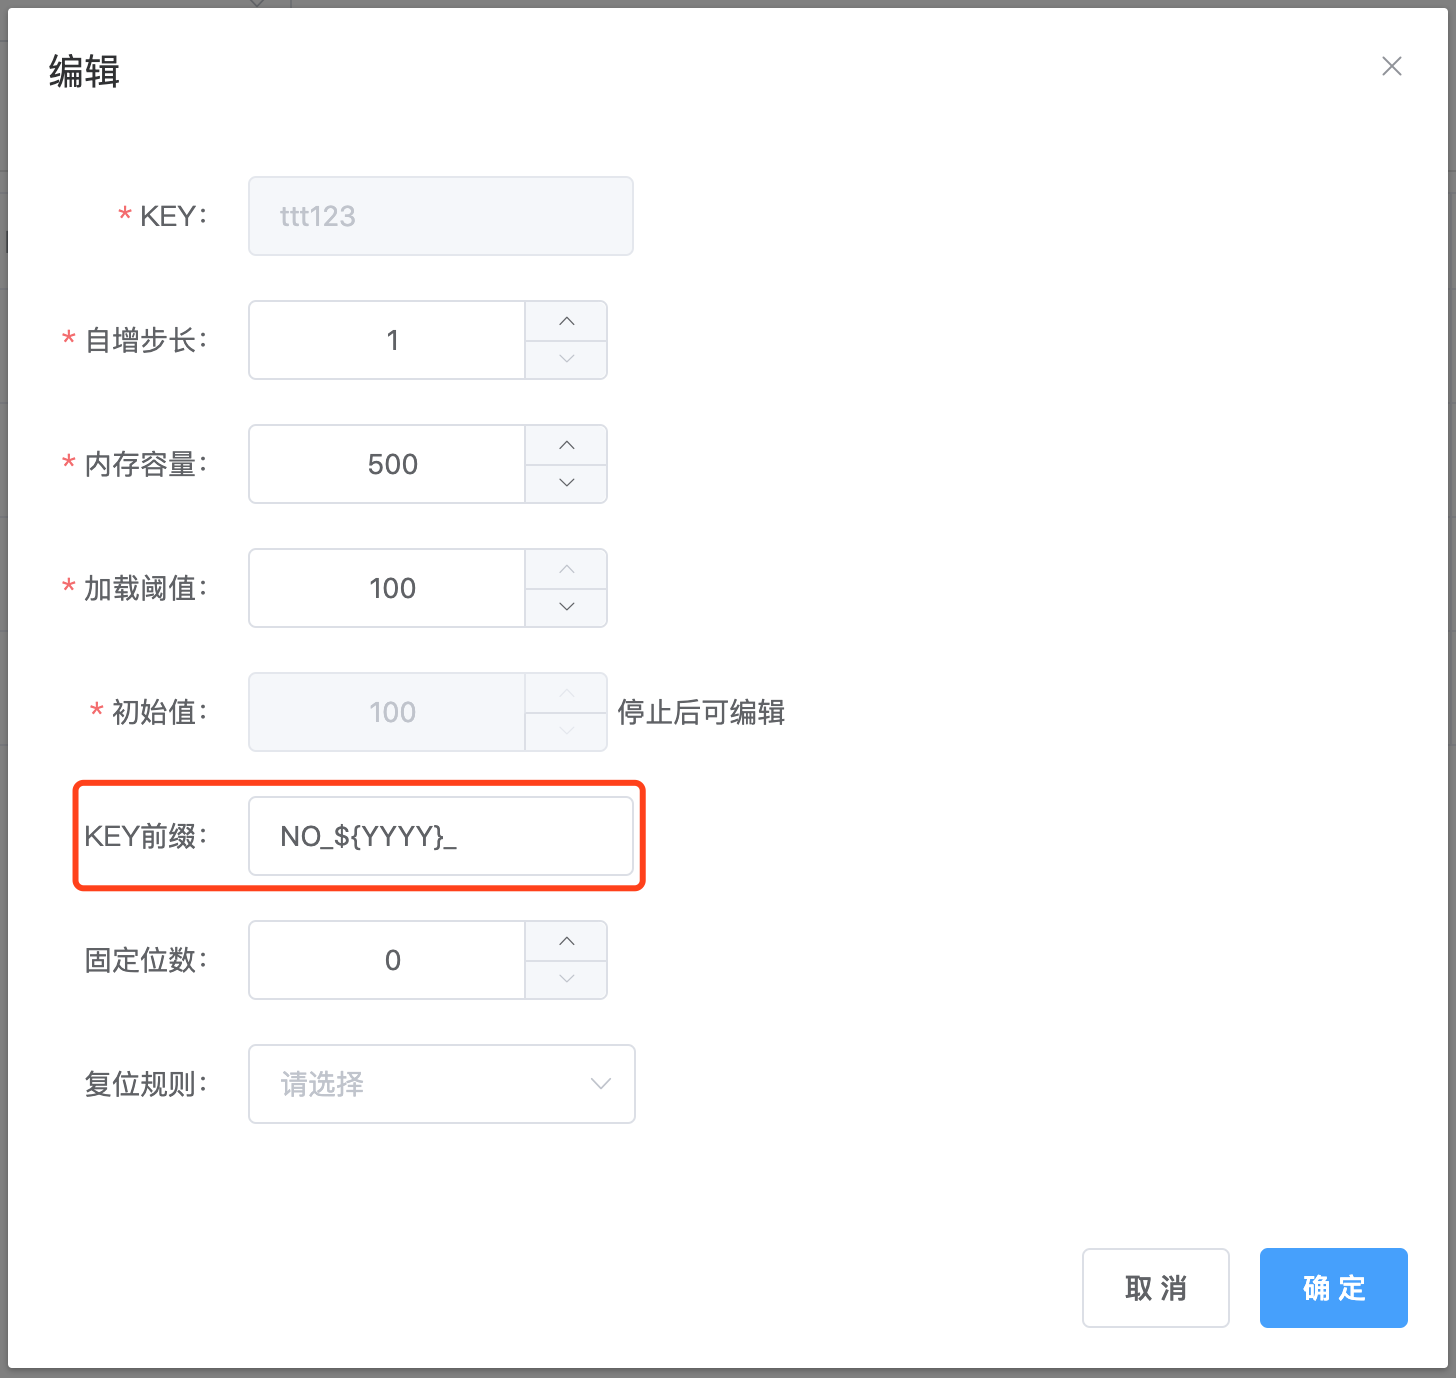 编辑
* KEY： ttt123
* 自增步长： 1
* 内存容量： 500
* 加载阈值： 100
* 初始值： 100 停止后可编辑
KEY前缀： NO_${YYYY}_
固定位数： 0
复位规则： 请选择
取 消 确 定